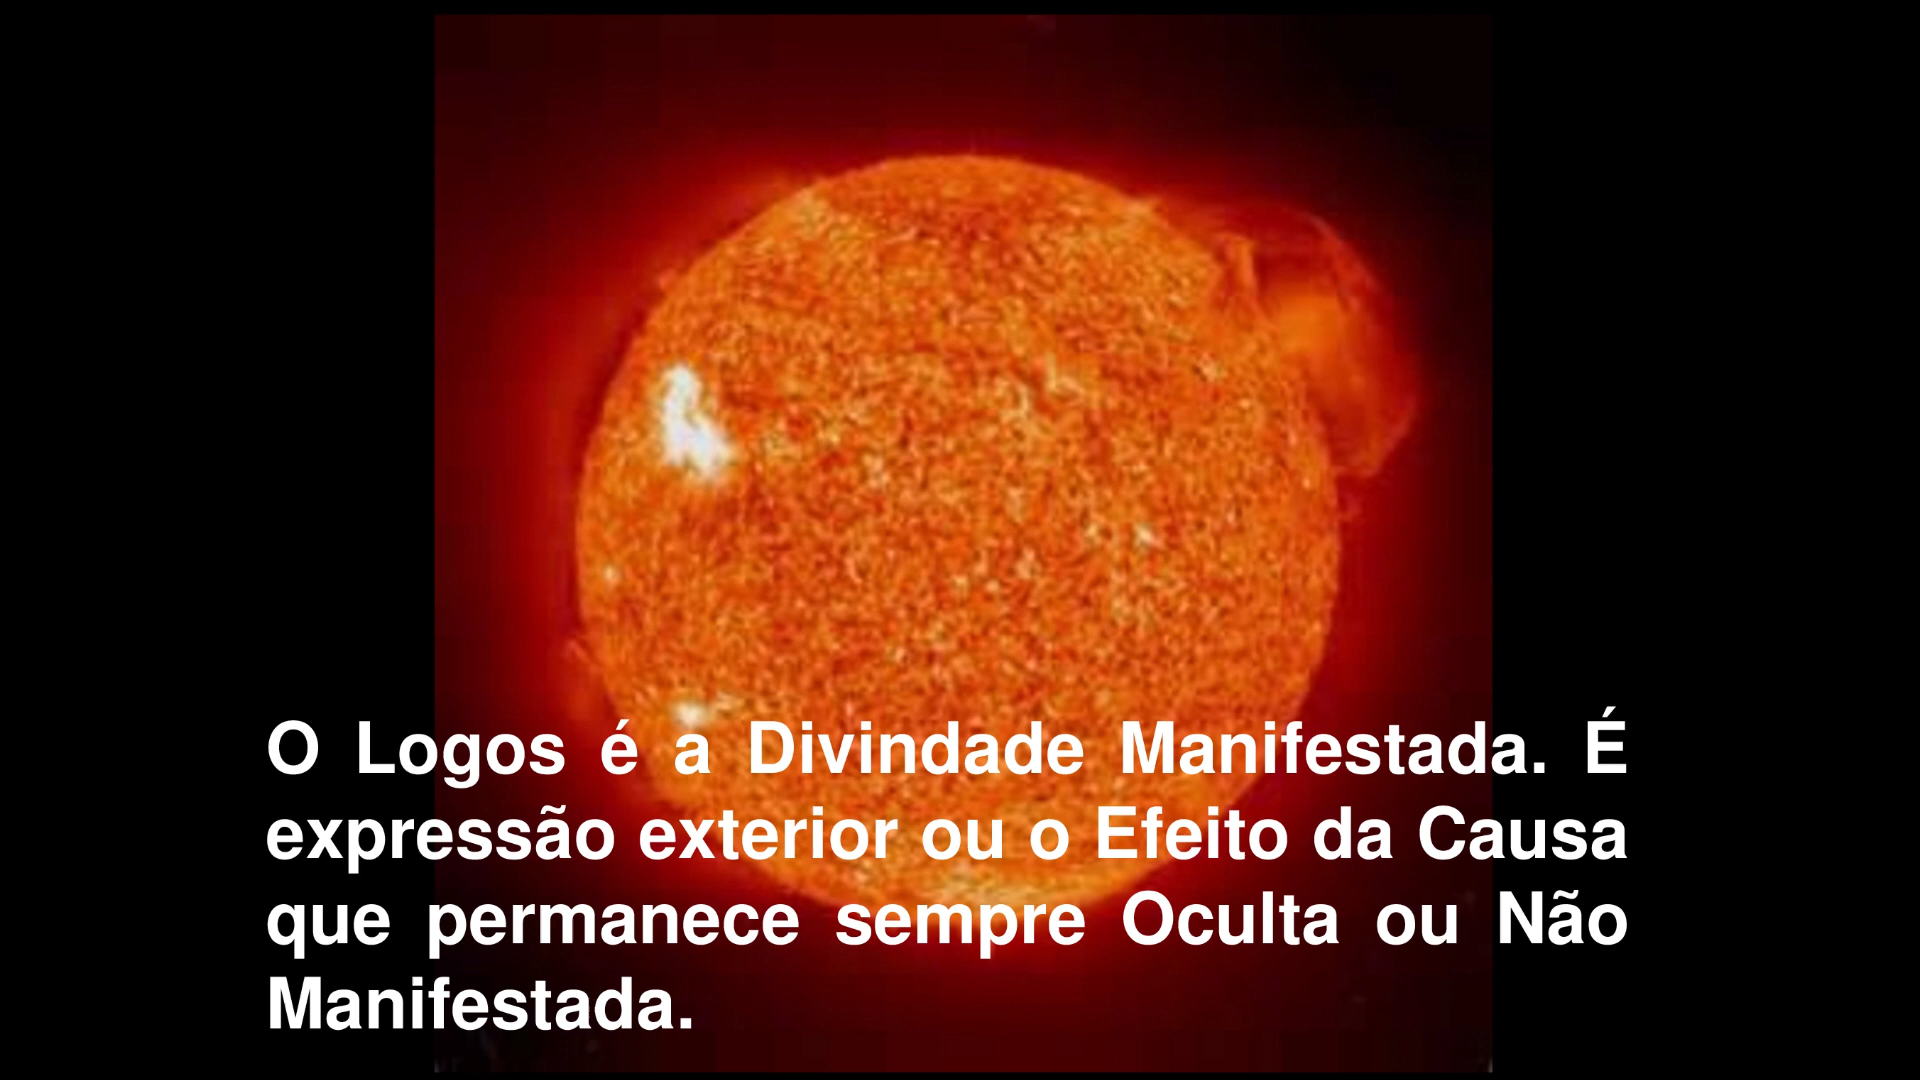 O Logos é a Divindade Manifestada. É
expressão exterior ou o Efeito da Causa
que permanece sempre Oculta ou Não
Manifestada.